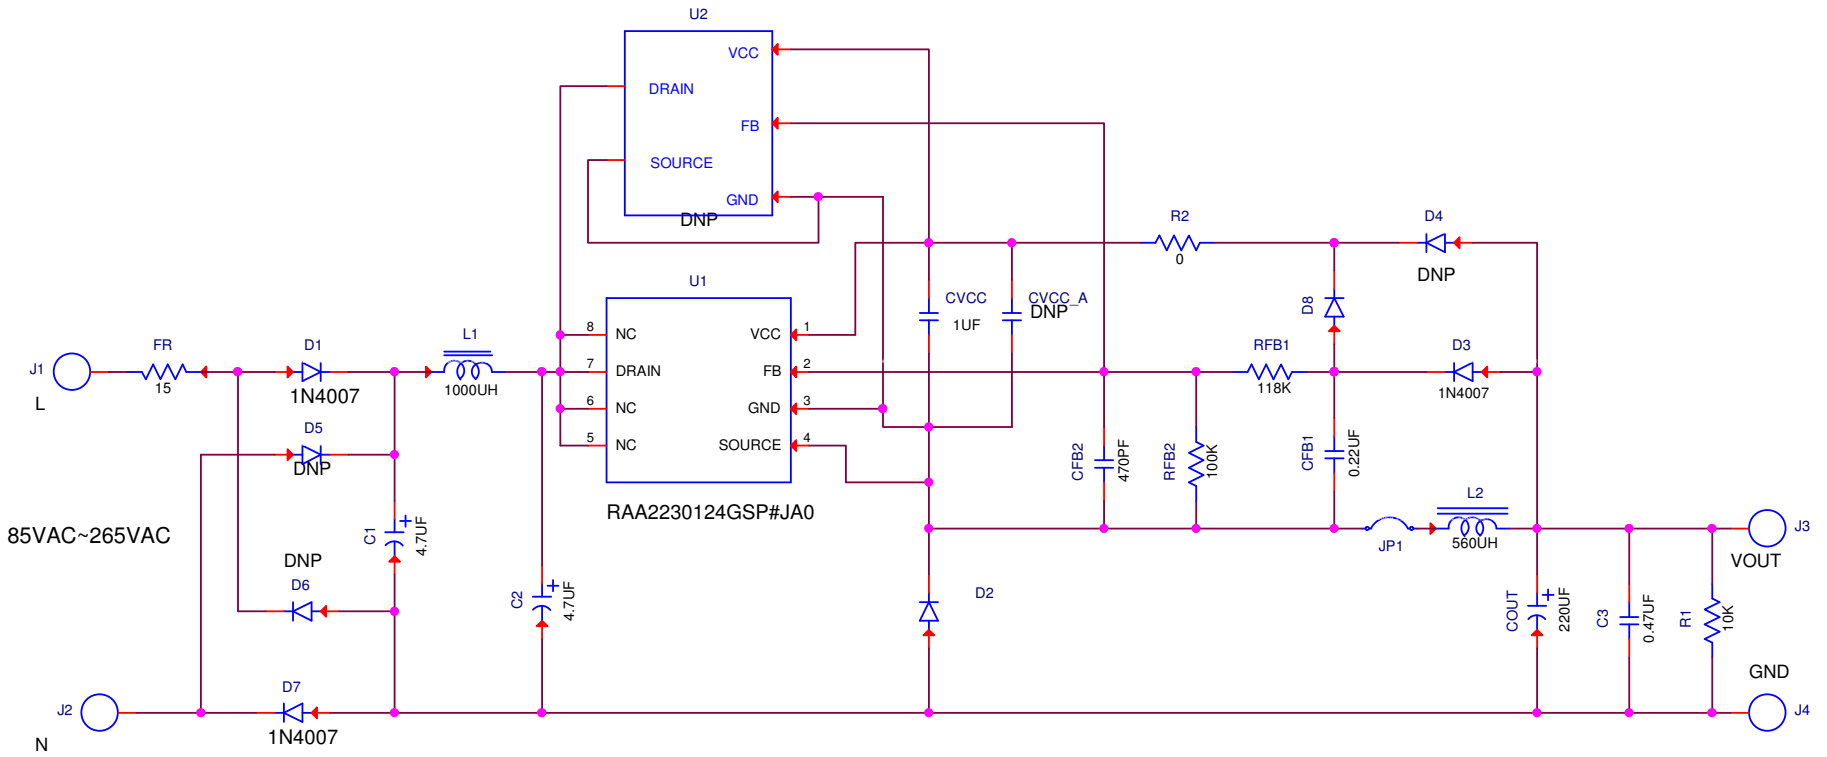 U2
VCC
DRAIN
FB
SOURCE
GND
DNP
R2
0
D4
DNP
U1
CVCC
1UF
CVCC_A
DNP
D8
8
NC
VCC
1
7
DRAIN
FB
2
6
NC
GND
3
5
NC
SOURCE
4
RAA2230124GSP#JA0
J1
L
FR
15
D1
1N4007
L1
1000UH
D5
DNP
RFB1
118K
D3
1N4007
CFB2
470PF
RFB2
100K
CFB1
0.22UF
85VAC~265VAC
C1
4.7UF
DNP
D6
C2
4.7UF
JP1
L2
560UH
J3
VOUT
D2
COUT
220UF
C3
0.47UF
R1
10K
GND
J4
J2
N
D7
1N4007